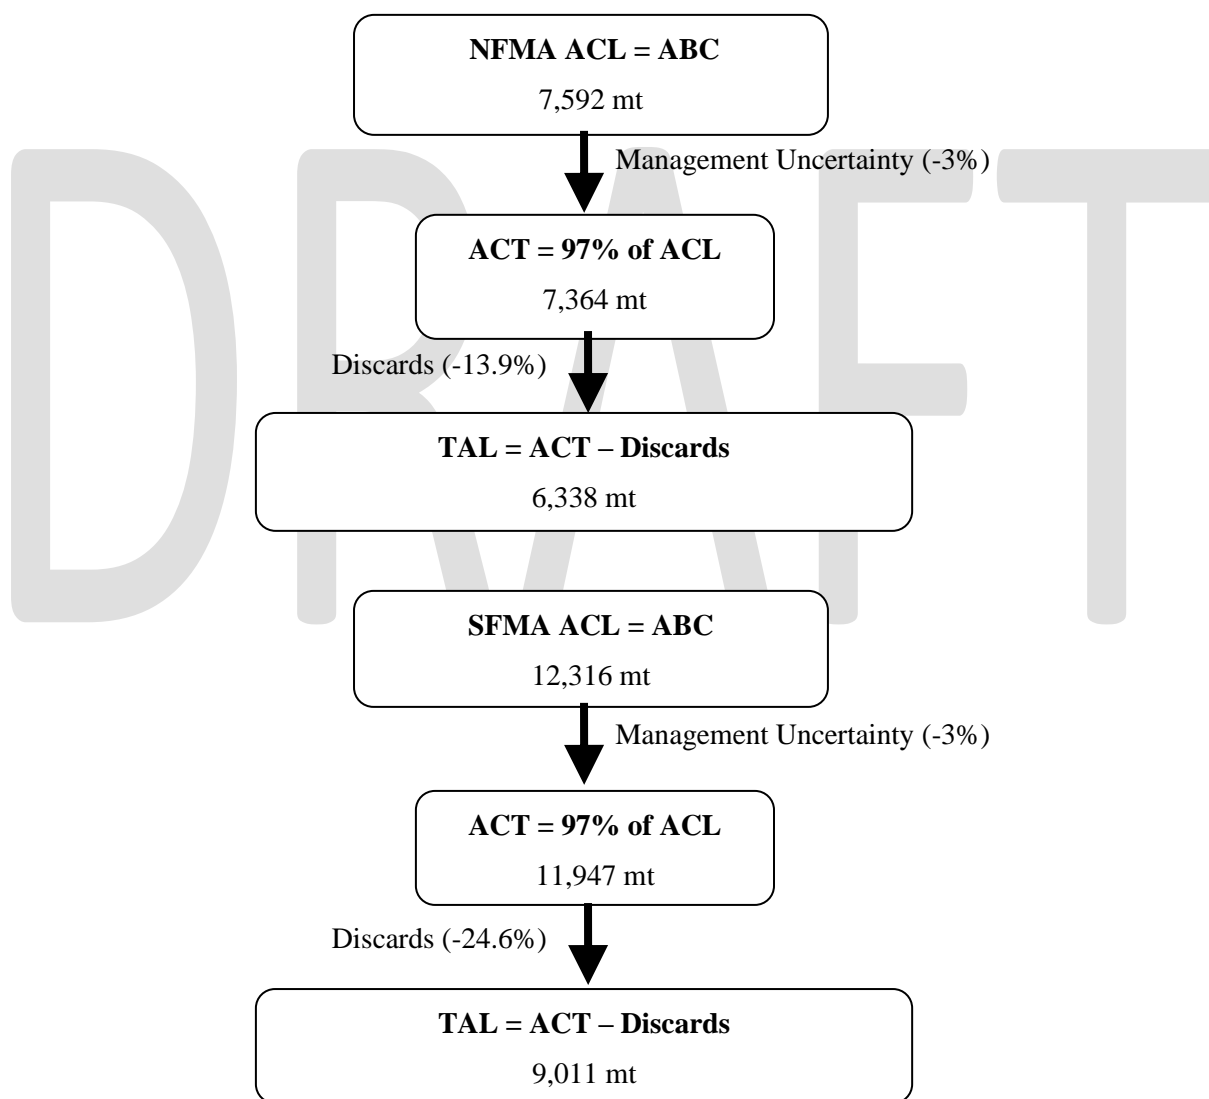 DRAFT
NFMA ACL = ABC
7,592 mt
Management Uncertainty (-3%)
ACT = 97% of ACL
7,364 mt
Discards (-13.9%)
TAL = ACT – Discards
6,338 mt
SFMA ACL = ABC
12,316 mt
Management Uncertainty (-3%)
ACT = 97% of ACL
11,947 mt
Discards (-24.6%)
TAL = ACT – Discards
9,011 mt